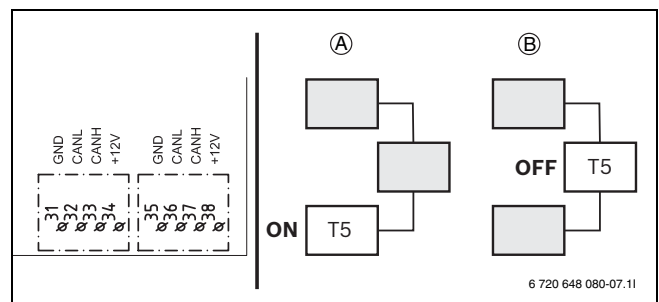 GND CANL CANH +12V GND CANL CANH +12V
31 32 33 34 35 36 37 38
A B
OFF T5
ON T5
6 720 648 080-07.1I